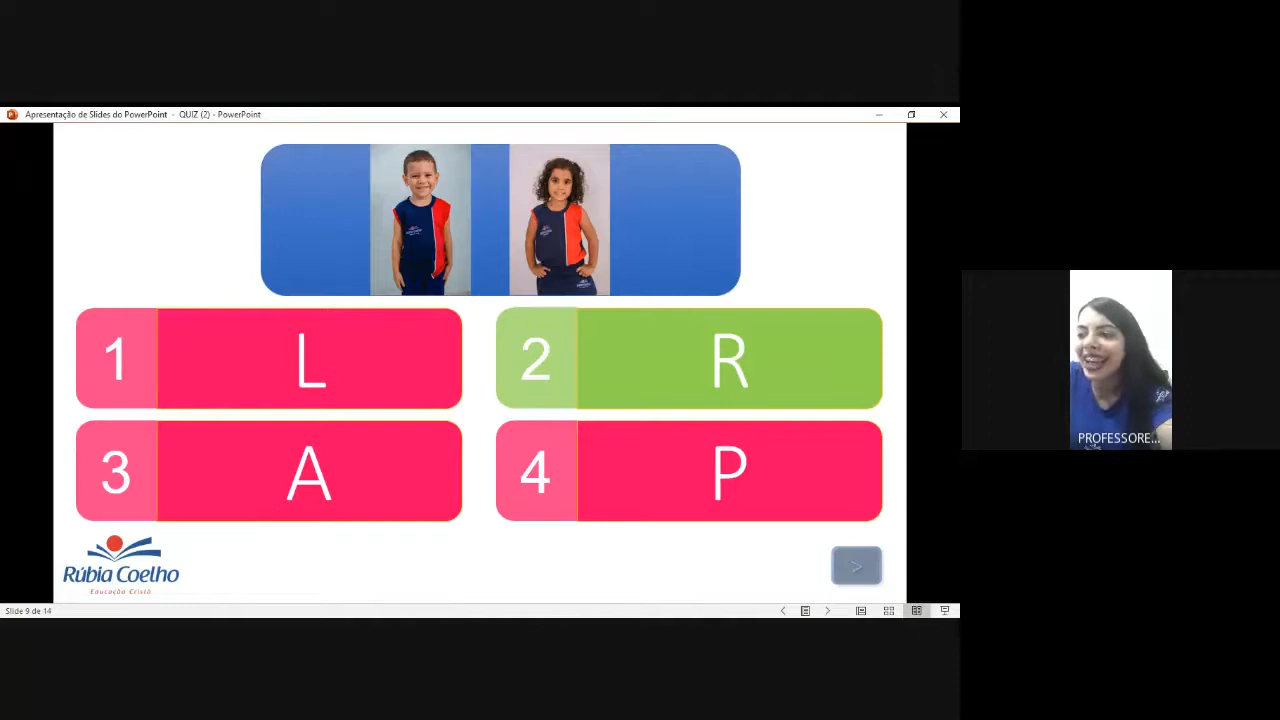 Apresentação de Slides do PowerPoint - QUIZ (2) - PowerPoint
1 L
2 R
3 A
4 P
Rúbia Coelho
Educação Cristã
>
Slide 9 de 14
PROFESSORE...